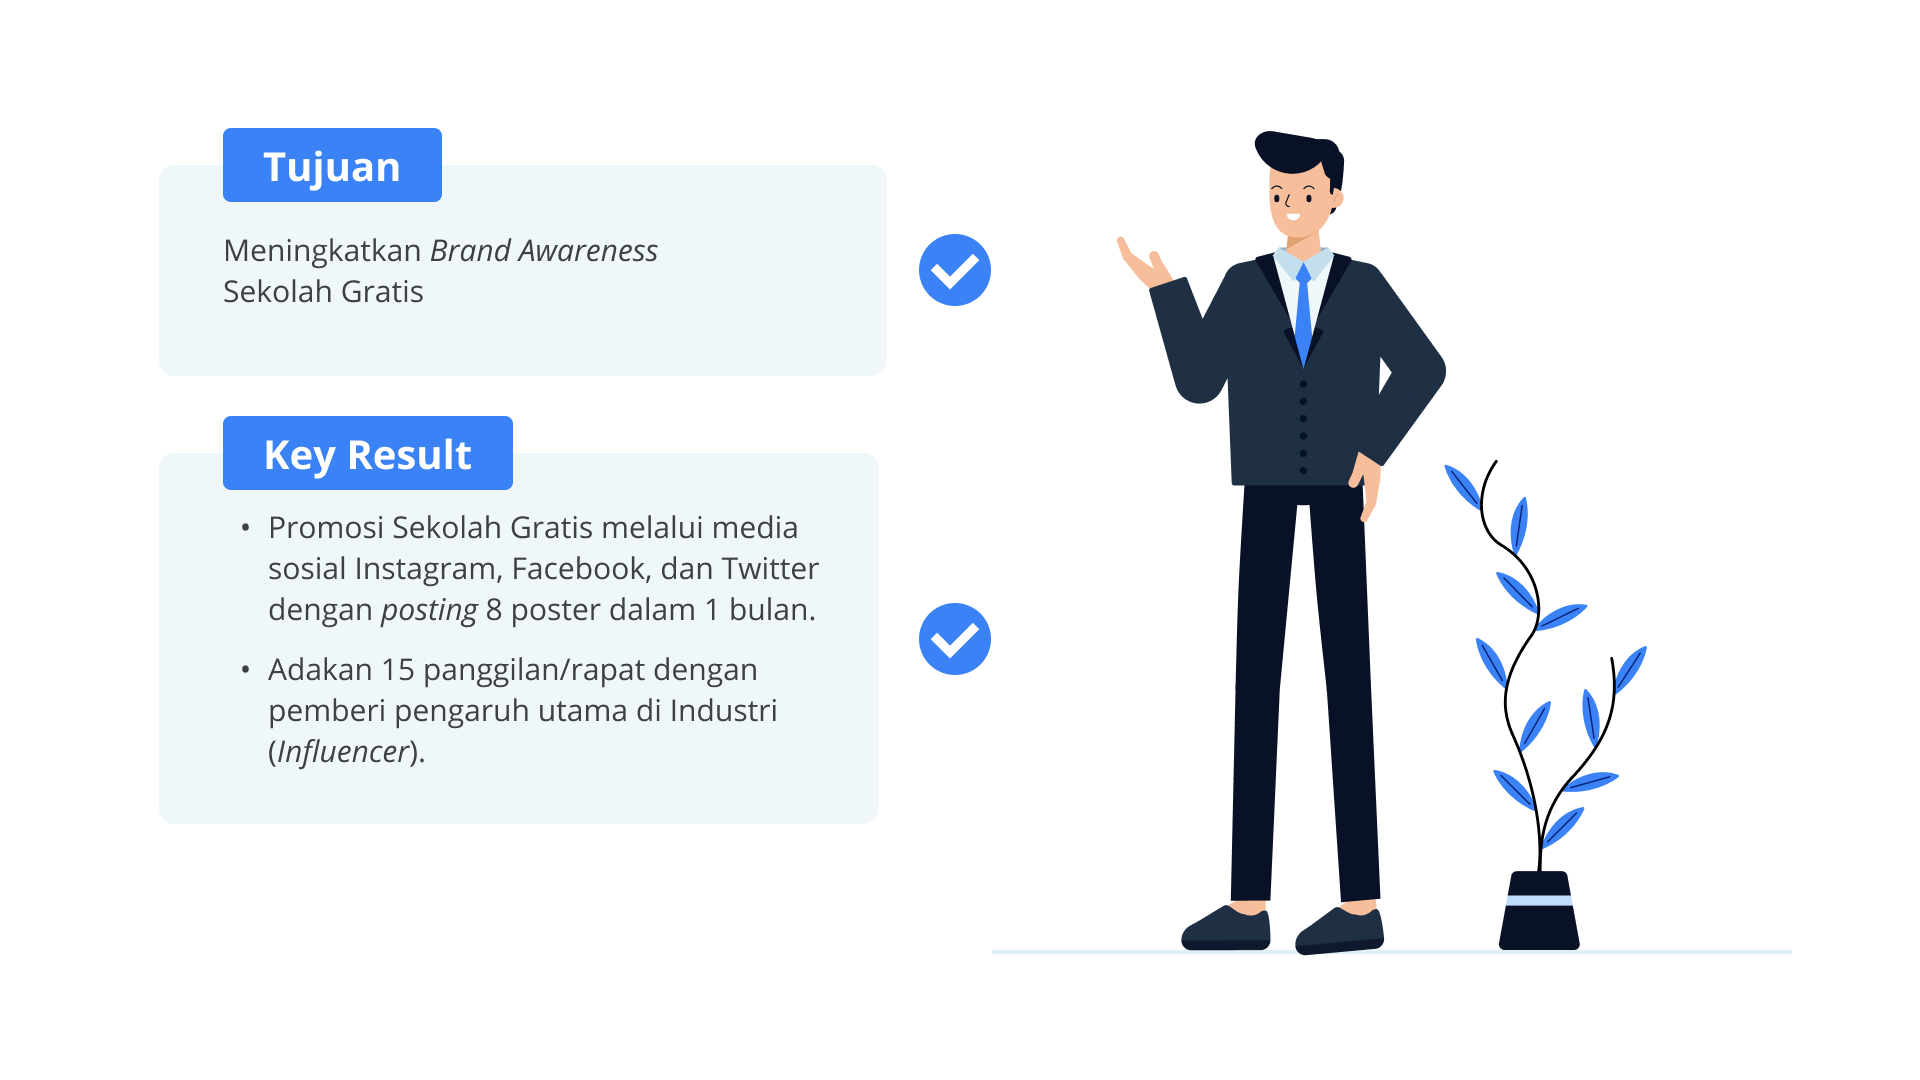 Tujuan
Meningkatkan Brand Awareness
Sekolah Gratis
Key Result
• Promosi Sekolah Gratis melalui media
sosial Instagram, Facebook, dan Twitter
dengan posting 8 poster dalam 1 bulan.
• Adakan 15 panggilan/rapat dengan
pemberi pengaruh utama di Industri
(Influencer).